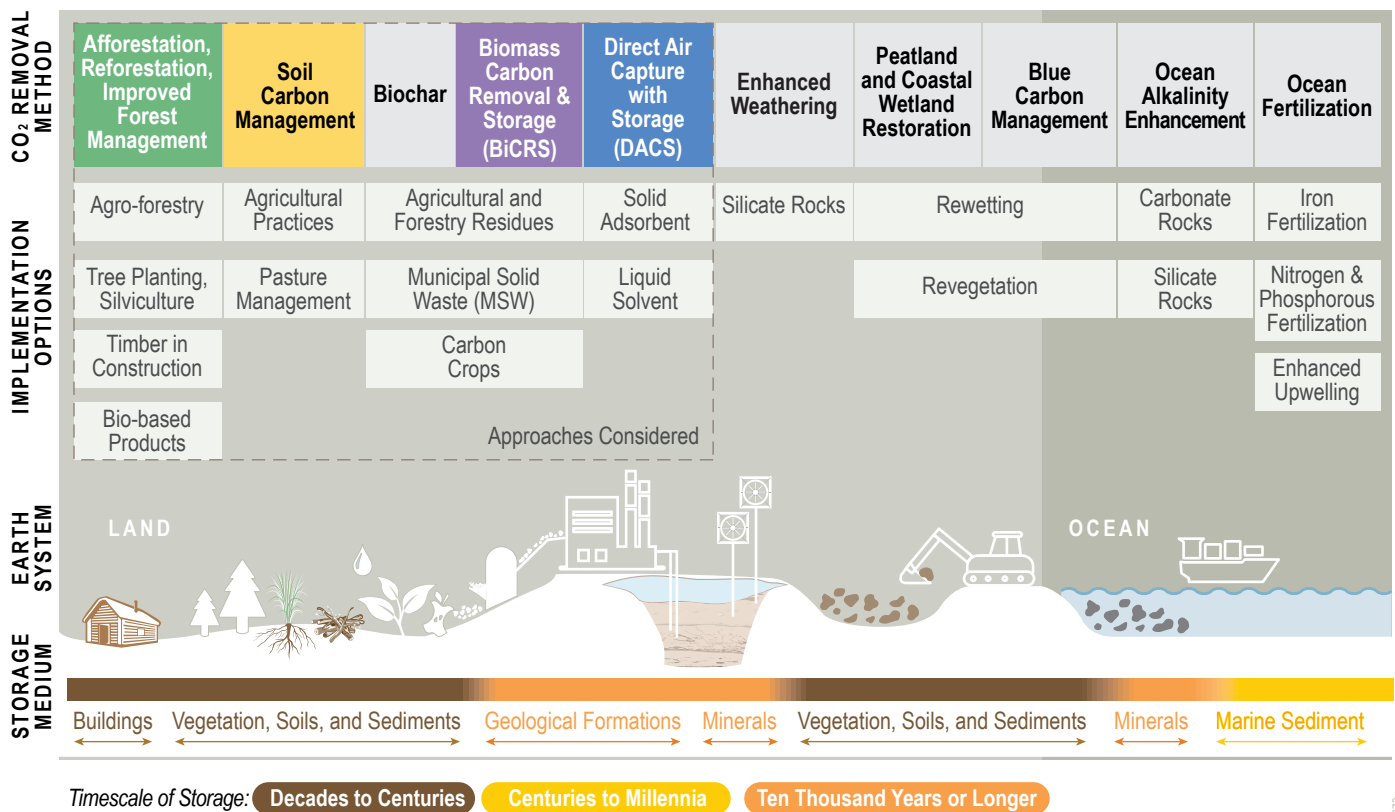 CO2 REMOVAL
METHOD
Afforestation,
Reforestation,
Improved
Forest
Management
Soil
Carbon
Management
Biochar
Biomass
Carbon
Removal &
Storage
(BiCRS)
Direct Air
Capture
with
Storage
(DACS)
Enhanced
Weathering
Peatland
and Coastal
Wetland
Restoration
Blue
Carbon
Management
Ocean
Alkalinity
Enhancement
Ocean
Fertilization
IMPLEMENTATION
OPTIONS
Agro-forestry
Agricultural
Practices
Agricultural and
Forestry Residues
Solid
Adsorbent
Silicate Rocks
Rewetting
Carbonate
Rocks
Iron
Fertilization
Tree Planting,
Silviculture
Pasture
Management
Municipal Solid
Waste (MSW)
Liquid
Solvent
Revegetation
Silicate
Rocks
Nitrogen &
Phosphorous
Fertilization
Timber in
Construction
Carbon
Crops
Enhanced
Upwelling
Bio-based
Products
Approaches Considered
EARTH
SYSTEM
LAND
OCEAN
STORAGE
MEDIUM
Buildings
Vegetation, Soils, and Sediments
Geological Formations
Minerals
Vegetation, Soils, and Sediments
Minerals
Marine Sediment
Timescale of Storage:
Decades to Centuries
Centuries to Millennia
Ten Thousand Years or Longer